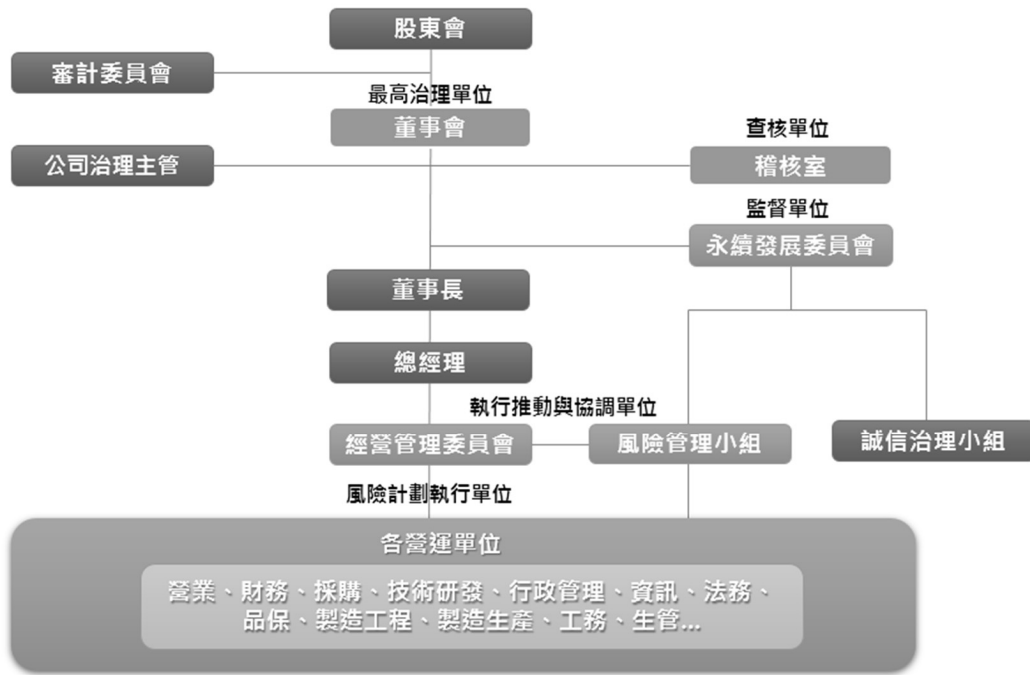 股東會
審計委員會
最高治理單位
董事會
查核單位
公司治理主管
稽核室
監督單位
永續發展委員會
董事長
總經理
執行推動與協調單位
經營管理委員會
風險管理小組
誠信治理小組
風險計劃執行單位
各營運單位
營業、財務、採購、技術研發、行政管理、資訊、法務、
品保、製造工程、製造生產、工務、生管...